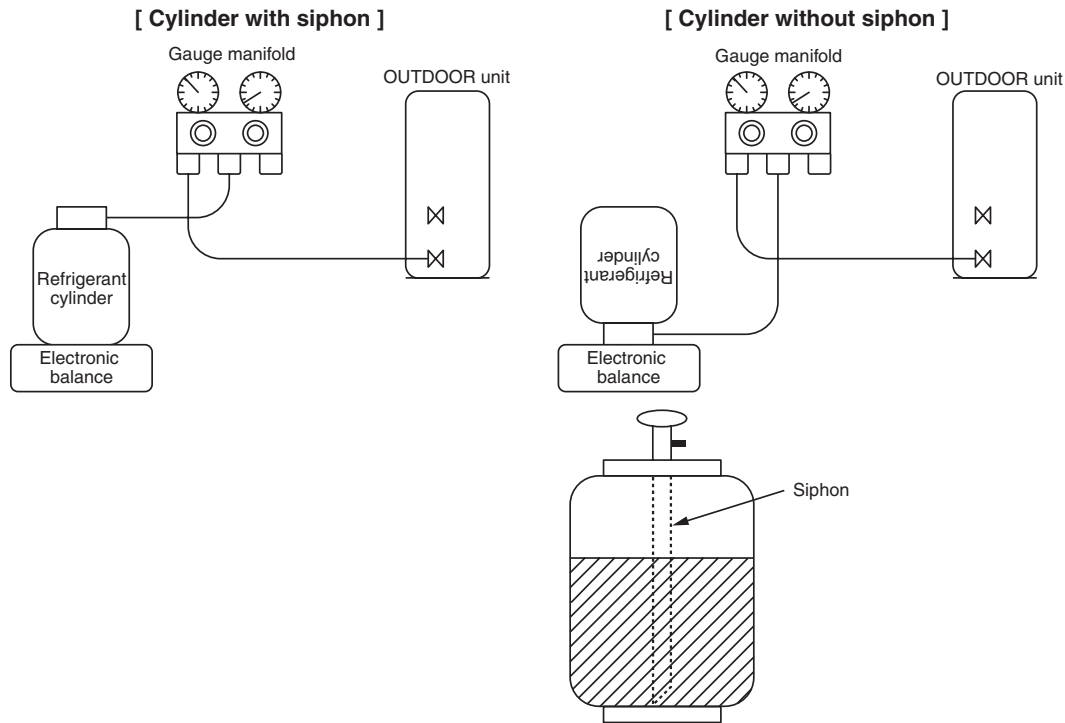 [ Cylinder with siphon ]
Gauge manifold
OUTDOOR unit
Refrigerant
cylinder
Electronic
balance
[ Cylinder without siphon ]
Gauge manifold
OUTDOOR unit
Refrigerant
cylinder
Electronic
balance
Siphon